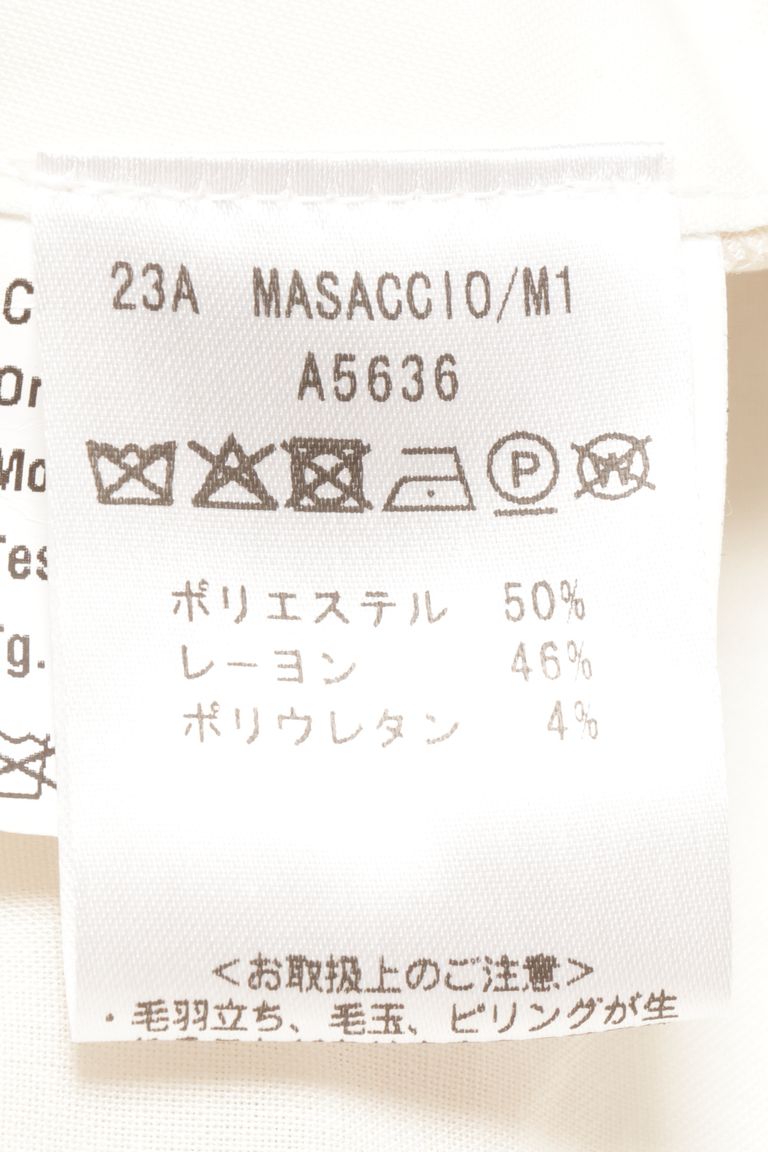 23A MASACCIO/M1
A5636
P
W
ポリエステル 50%
レーヨン 46%
ポリウレタン 4%
<お取扱上のご注意>
・毛羽立ち、毛玉、ピリングが生